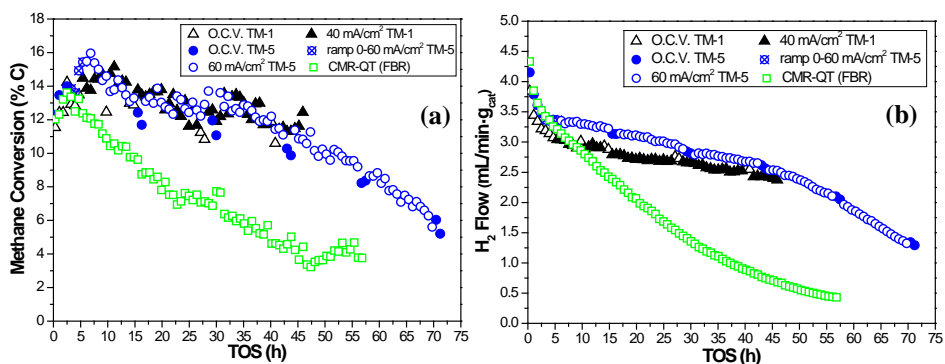 18
16
14
12
10
8
6
4
2
0
Methane Conversion (% C)
O.C.V. TM-1
40 mA/cm² TM-1
O.C.V. TM-5
ramp 0-60 mA/cm² TM-5
60 mA/cm² TM-5
CMR-QT (FBR)
(a)
0 5 10 15 20 25 30 35 40 45 50 55 60 65 70 75
TOS (h)
5.0
4.5
4.0
3.5
3.0
2.5
2.0
1.5
1.0
0.5
0.0
H₂ Flow (mL/min·g_cat)
O.C.V. TM-1
40 mA/cm² TM-1
O.C.V. TM-5
ramp 0-60 mA/cm² TM-5
60 mA/cm² TM-5
CMR-QT (FBR)
(b)
0 5 10 15 20 25 30 35 40 45 50 55 60 65 70 75
TOS (h)